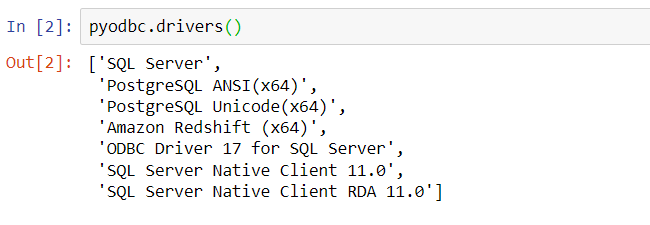 In [2]: pyodbc.drivers()
Out[2]: ['SQL Server',
'PostgreSQL ANSI(x64)',
'PostgreSQL Unicode(x64)',
'Amazon Redshift (x64)',
'ODBC Driver 17 for SQL Server',
'SQL Server Native Client 11.0',
'SQL Server Native Client RDA 11.0']